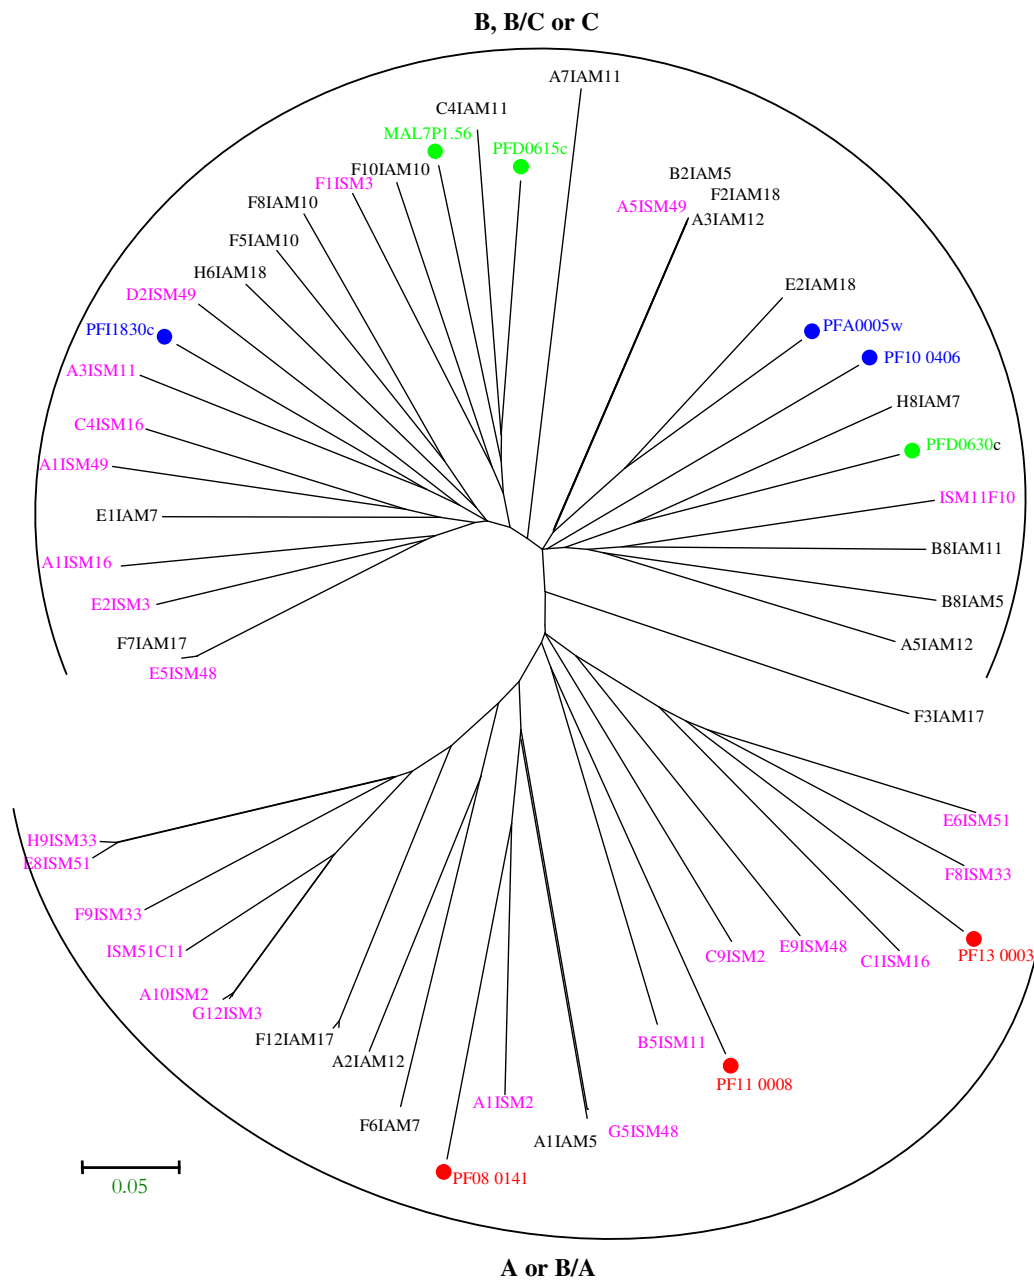 B, B/C or C
A7IAM11
C4IAM11
MAL7P1.56
PFD0615c
F10IAM10
F1ISM3
B2IAM5
F2IAM18
A5ISM49
A3IAM12
F8IAM10
F5IAM10
H6IAM18
E2IAM18
D2ISM49
PFI1830c
PFA0005w
PF10 0406
A3ISM11
H8IAM7
C4ISM16
PFD0630c
A1ISM49
ISM11F10
E1IAM7
B8IAM11
A1ISM16
E2ISM3
B8IAM5
F7IAM17
A5IAM12
E5ISM48
F3IAM17
E6ISM51
H9ISM33
E8ISM51
F8ISM33
F9ISM33
ISM51C11
E9ISM48
C9ISM2
C1ISM16
PF13 0003
A10ISM2
G12ISM3
F12IAM17
B5ISM11
A2IAM12
PF11 0008
A1ISM2
F6IAM7
G5ISM48
A1IAM5
PF08 0141
0.05
A or B/A